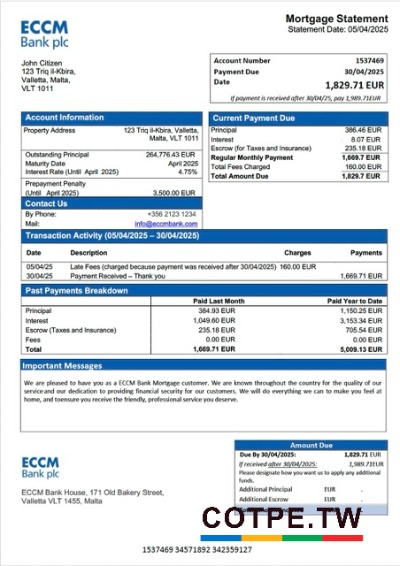 ECCM
Bank plc
Mortgage Statement
Statement Date: 05/04/2025
John Citizen
123 Triq il-Kbira,
Valletta, Malta,
VLT 1011
Account Number 1537469
Payment Due 30/04/2025
Date 1,829.71 EUR
If payment is received after 30/04/25, pay 1,989.71EUR
Account Information
Property Address 123 Triq il-Kbira, Valletta,
Malta, VLT 1011
Outstanding Principal 264,776.43 EUR
Maturity Date April 2025
Interest Rate (Until April 2025) 4.75%
Prepayment Penalty
(Until April 2025) 3,500.00 EUR
Current Payment Due
Principal 386.46 EUR
Interest 8.07 EUR
Escrow (for Taxes and Insurance) 235.18 EUR
Regular Monthly Payment 1,669.7 EUR
Total Fees Charged 160.00 EUR
Total Amount Due 1,829.7 EUR
Contact Us
By Phone: +356 2123 1234
Mail: info@eccmbank.com
Transaction Activity (05/04/2025 – 30/04/2025)
Date Description Charges Payments
05/04/25 Late Fees (charged because payment was received after 30/04/2025) 160.00 EUR
30/04/25 Payment Received – Thank you 1,669.71 EUR
Past Payments Breakdown
Paid Last Month Paid Year to Date
Principal 384.93 EUR 1,150.25 EUR
Interest 1,049.60 EUR 3,153.34 EUR
Escrow (Taxes and Insurance) 235.18 EUR 705.54 EUR
Fees 0.00 EUR 0.00 EUR
Total 1,669.71 EUR 5,009.13 EUR
Important Messages
We are pleased to have you as a ECCM Bank Mortgage customer. We are known throughout the country for the quality of our
service and our dedication to providing financial security for our customers. We will do everything we can to make you feel at
home, and toensure you receive the friendly, professional service you deserve.
ECCM
Bank plc
ECCM Bank House, 171 Old Bakery Street,
Valletta VLT 1455, Malta
Amount Due
Due By 30/04/2025: 1,829.71 EUR
If received after 30/04/2025: 1,989.71EUR
Please designate how you want us to apply any additional
funds.
Additional Principal EUR .
Additional Escrow EUR .
COTPE.TW
1537469 34571892 342359127